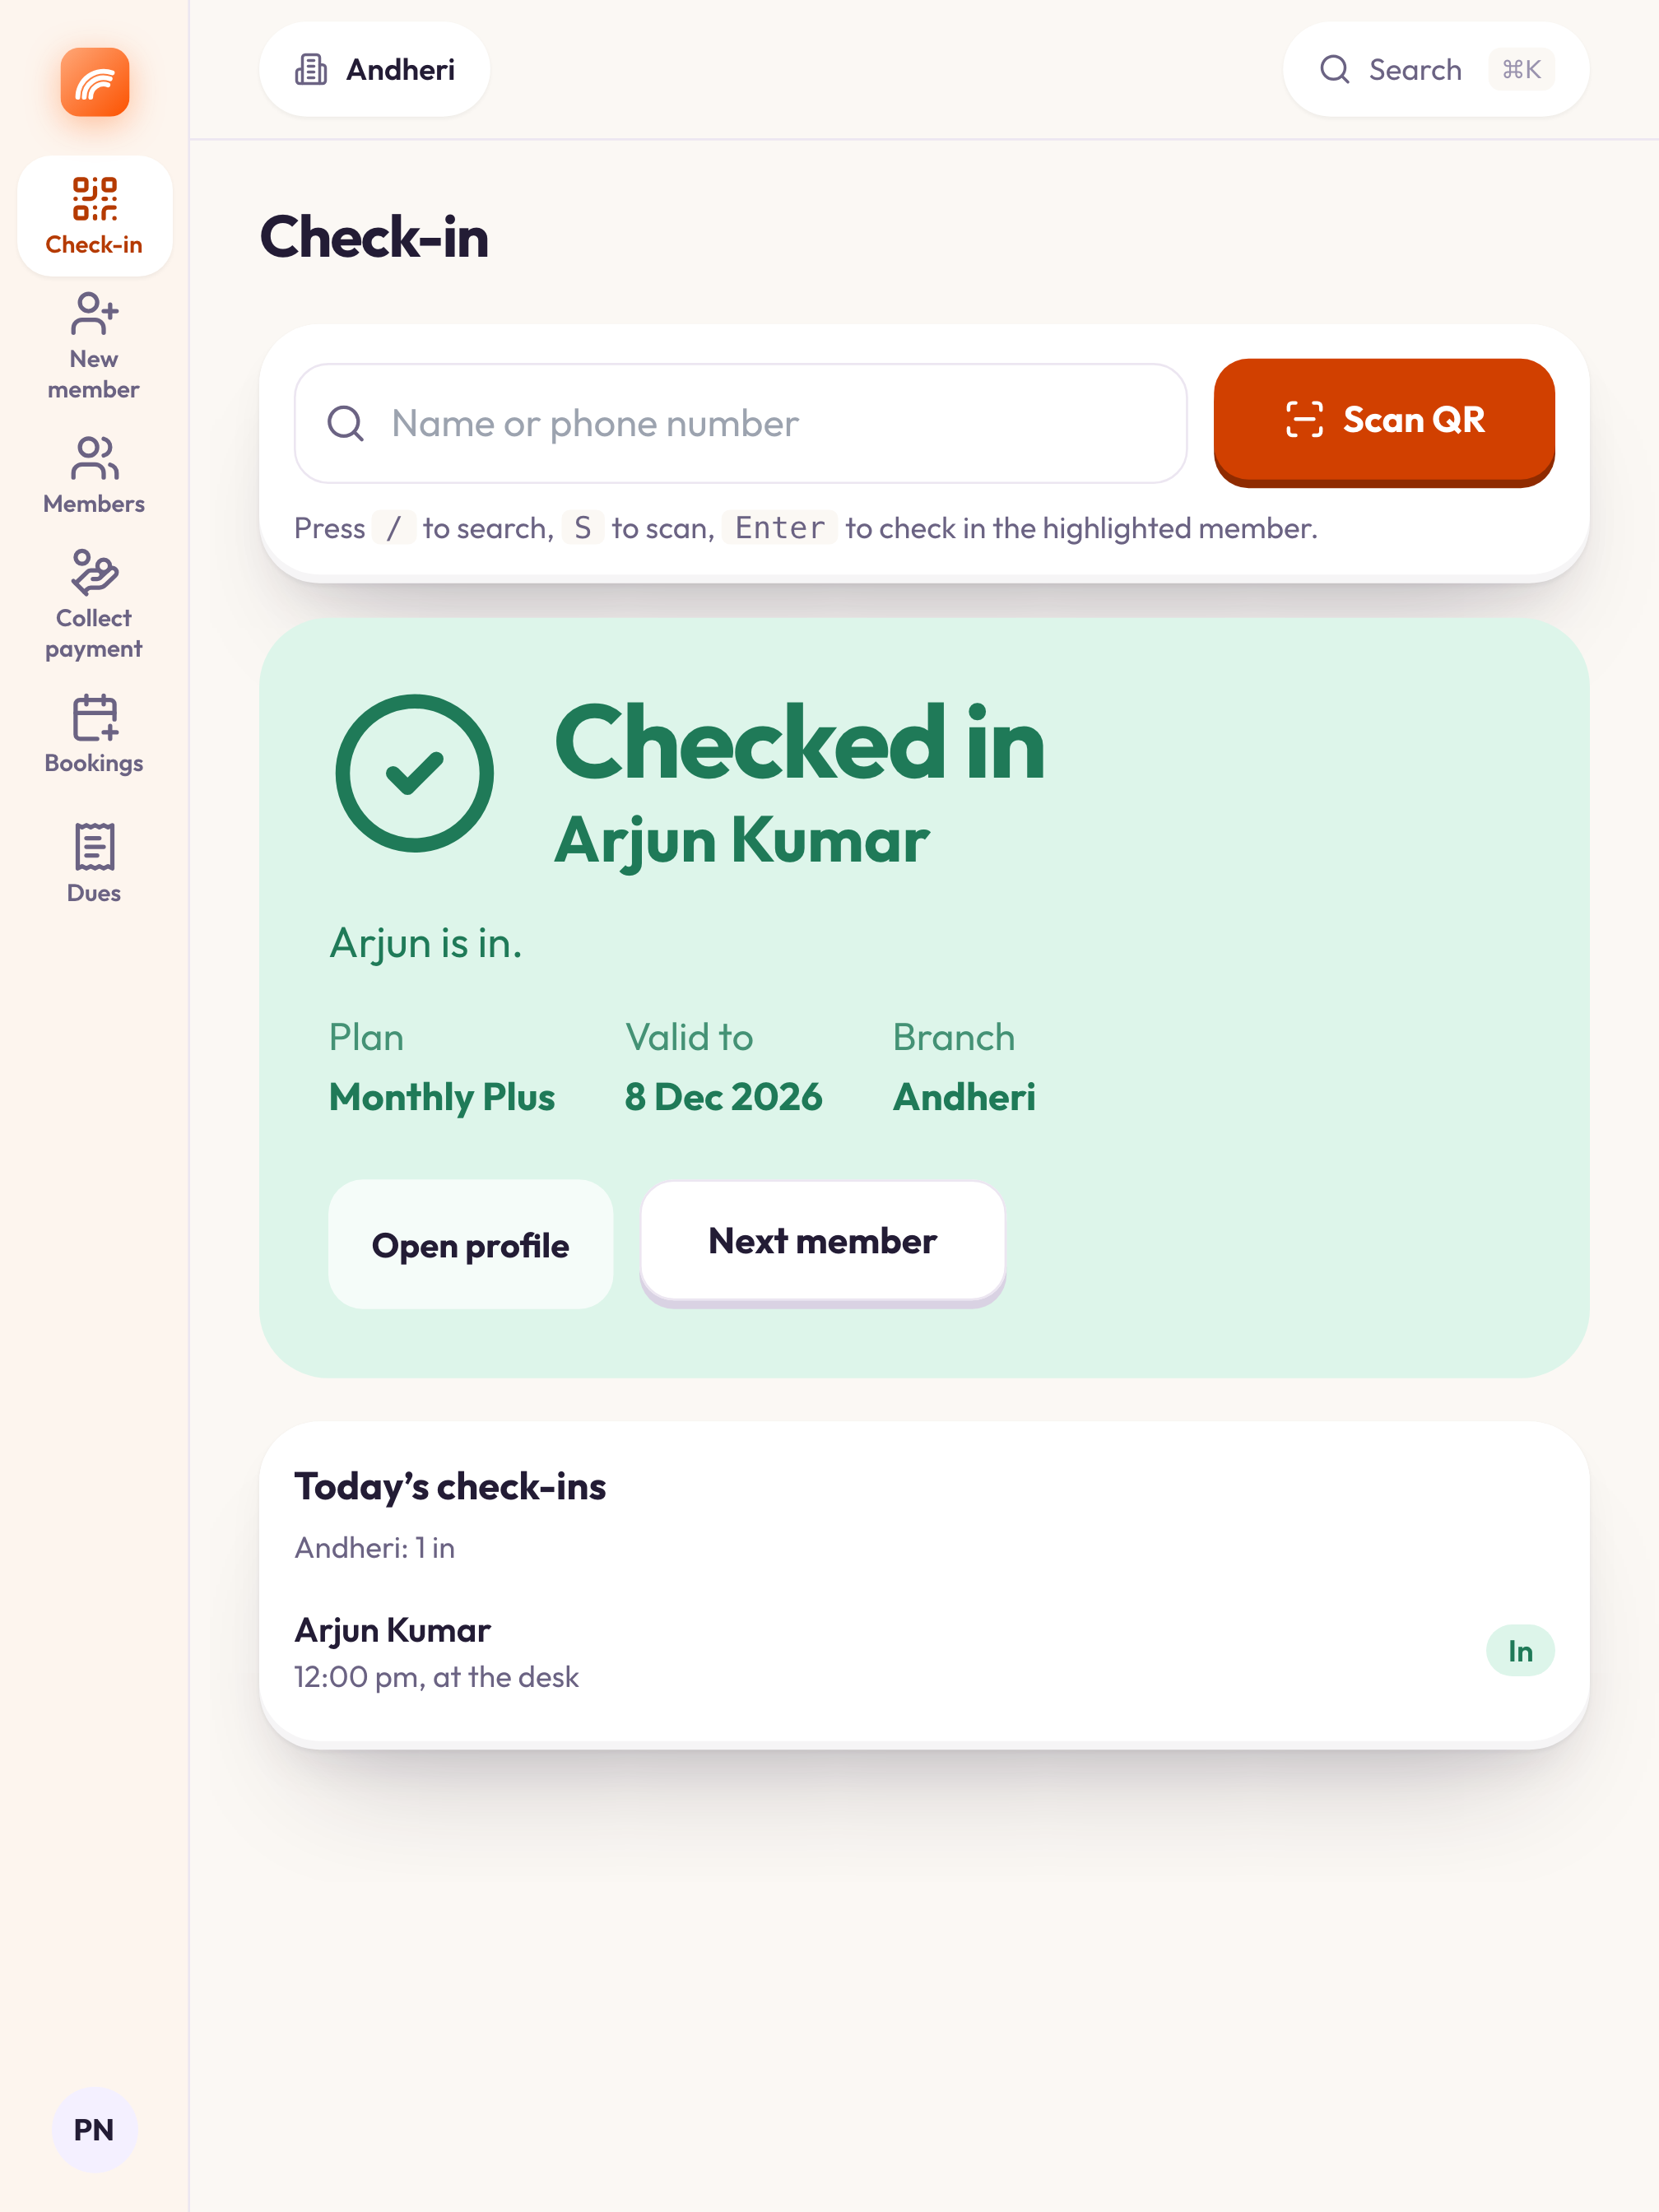 Andheri
Search ⌘K
Check-in
New
member
Members
Collect
payment
Bookings
Dues
PN
Check-in
Name or phone number
Scan QR
Press / to search, S to scan, Enter to check in the highlighted member.
Checked in
Arjun Kumar
Arjun is in.
Plan Valid to Branch
Monthly Plus 8 Dec 2026 Andheri
Open profile Next member
Today’s check-ins
Andheri: 1 in
Arjun Kumar
12:00 pm, at the desk
In